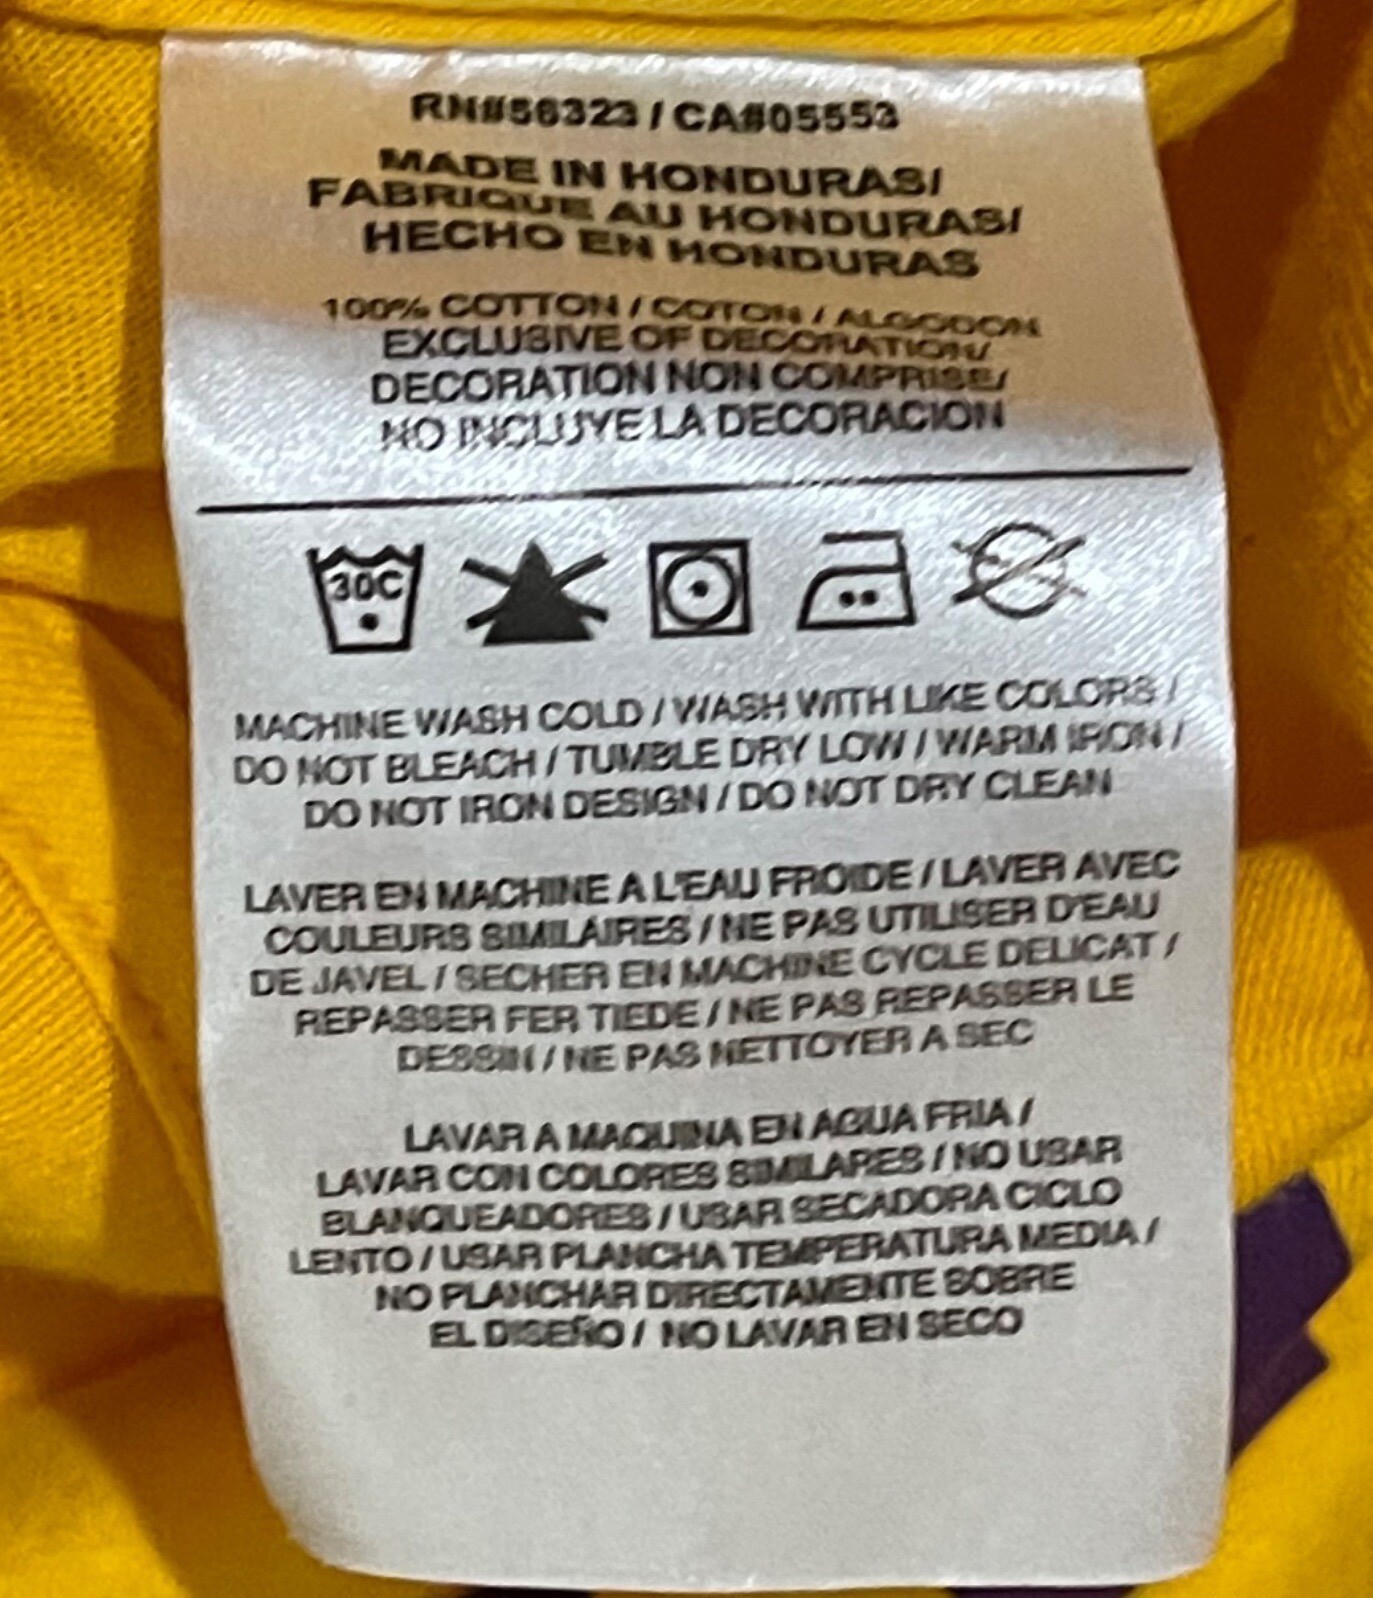 RN#56323 / CA#05553
MADE IN HONDURAS/
FABRIQUE AU HONDURAS/
HECHO EN HONDURAS
100% COTTON / COTON / ALGODON
EXCLUSIVE OF DECORATION/
DECORATION NON COMPRISE/
NO INCLUYE LA DECORACION
30C
MACHINE WASH COLD / WASH WITH LIKE COLORS /
DO NOT BLEACH / TUMBLE DRY LOW / WARM IRON /
DO NOT IRON DESIGN / DO NOT DRY CLEAN
LAVER EN MACHINE A L'EAU FROIDE / LAVER AVEC
COULEURS SIMILAIRES / NE PAS UTILISER D'EAU
DE JAVEL / SECHER EN MACHINE CYCLE DELICAT /
REPASSER FER TIEDE / NE PAS REPASSER LE
DESSIN / NE PAS NETTOYER A SEC
LAVAR A MAQUINA EN AGUA FRIA /
LAVAR CON COLORES SIMILARES / NO USAR
BLANQUEADORES / USAR SECADORA CICLO
LENTO / USAR PLANCHA TEMPERATURA MEDIA /
NO PLANCHAR DIRECTAMENTE SOBRE
EL DISEÑO / NO LAVAR EN SECO